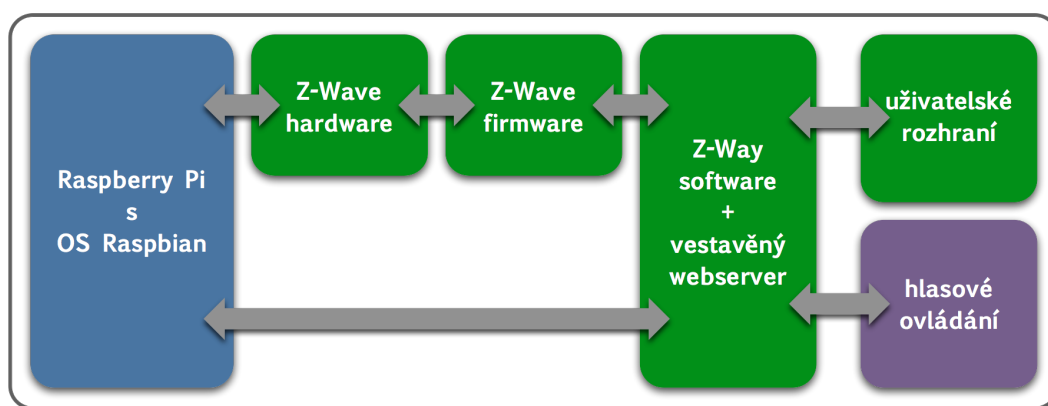 Raspberry Pi
s
OS Raspbian
Z-Wave
hardware
Z-Wave
firmware
Z-Way
software
+
vestavěný
webserver
uživatelské
rozhraní
hlasové
ovládání